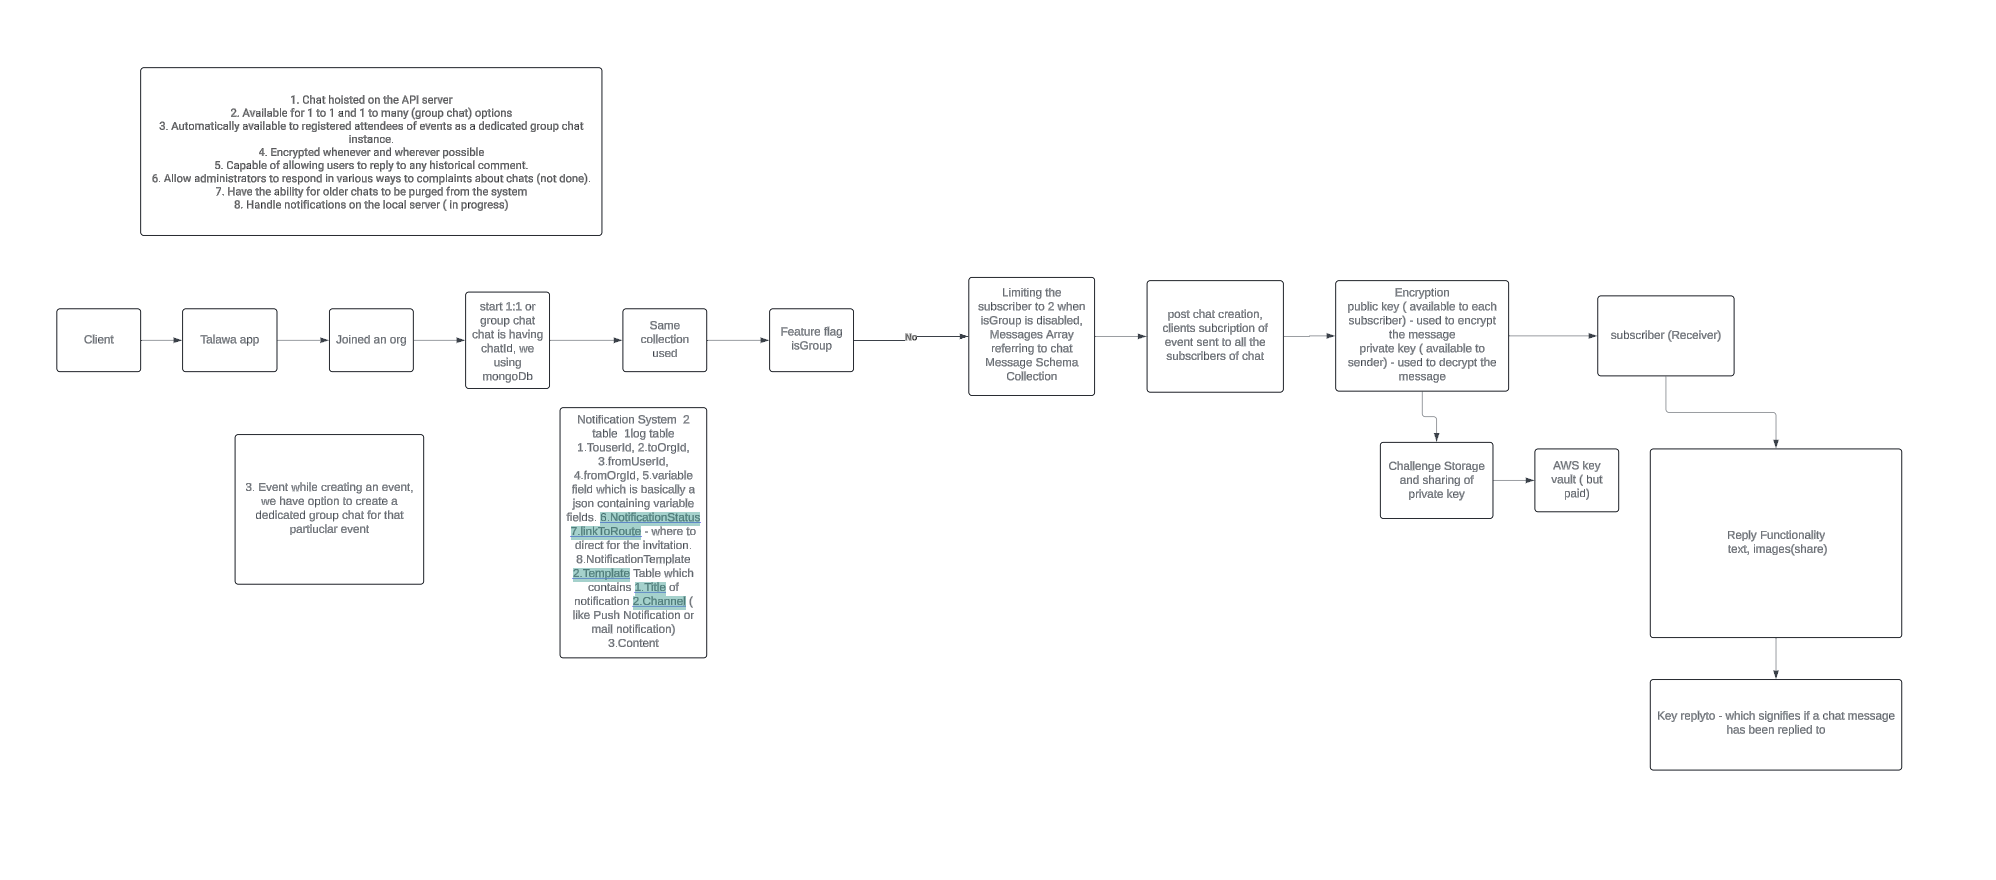 1. Chat hoisted on the API server
2. Available for 1 to 1 and 1 to many (group chat) options
3. Automatically available to registered attendees of events as a dedicated group chat
instance.
4. Encrypted whenever and wherever possible
5. Capable of allowing users to reply to any historical comment.
6. Allow administrators to respond in various ways to complaints about chats (not done).
7. Have the ability for older chats to be purged from the system
8. Handle notifications on the local server ( in progress)
Client
Talawa app
Joined an org
start 1:1 or
group chat
chat is having
chatId, we
using
mongoDb
Same
collection
used
Feature flag
isGroup
No
Limiting the
subscriber to 2 when
isGroup is disabled,
Messages Array
referring to chat
Message Schema
Collection
post chat creation,
clients subcription of
event sent to all the
subscribers of chat
Encryption
public key ( available to each
subscriber) - used to encrypt
the message
private key ( available to
sender) - used to decrypt the
message
subscriber (Receiver)
3. Event while creating an event,
we have option to create a
dedicated group chat for that
partiuclar event
Notification System  2
table  1log table
1.TouserId, 2.toOrgId,
3.fromUserId,
4.fromOrgId, 5.variable
field which is basically a
json containing variable
fields. 6.NotificationStatus
7.linkToRoute - where to
direct for the invitation.
8.NotificationTemplate
2.Template Table which
contains 1.Title of
notification 2.Channel (
like Push Notification or
mail notification)
3.Content
Challenge Storage
and sharing of
private key
AWS key
vault ( but
paid)
Reply Functionality
text, images(share)
Key replyto - which signifies if a chat message
has been replied to